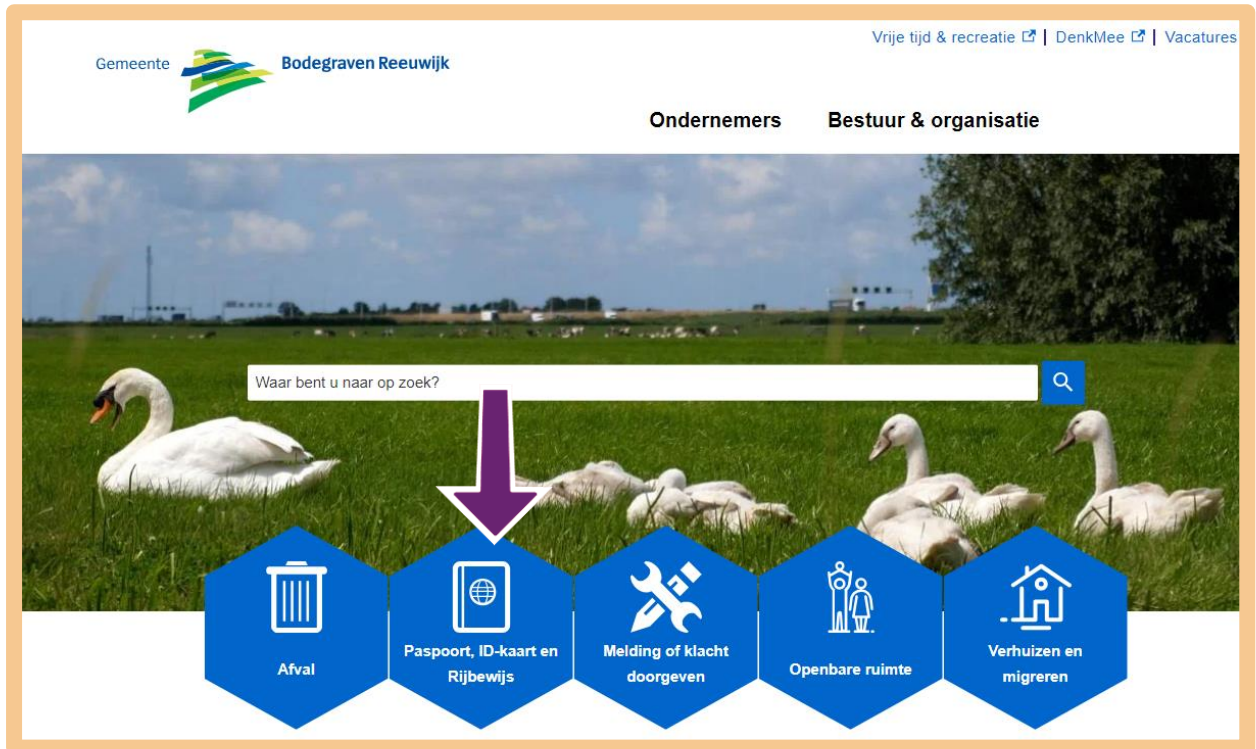 Vrije tijd & recreatie | DenkMee | Vacatures
Gemeente Bodegraven Reeuwijk
Ondernemers Bestuur & organisatie
Waar bent u naar op zoek?
Afval
Paspoort, ID-kaart en
Rijbewijs
Melding of klacht
doorgeven
Openbare ruimte
Verhuizen en
migreren